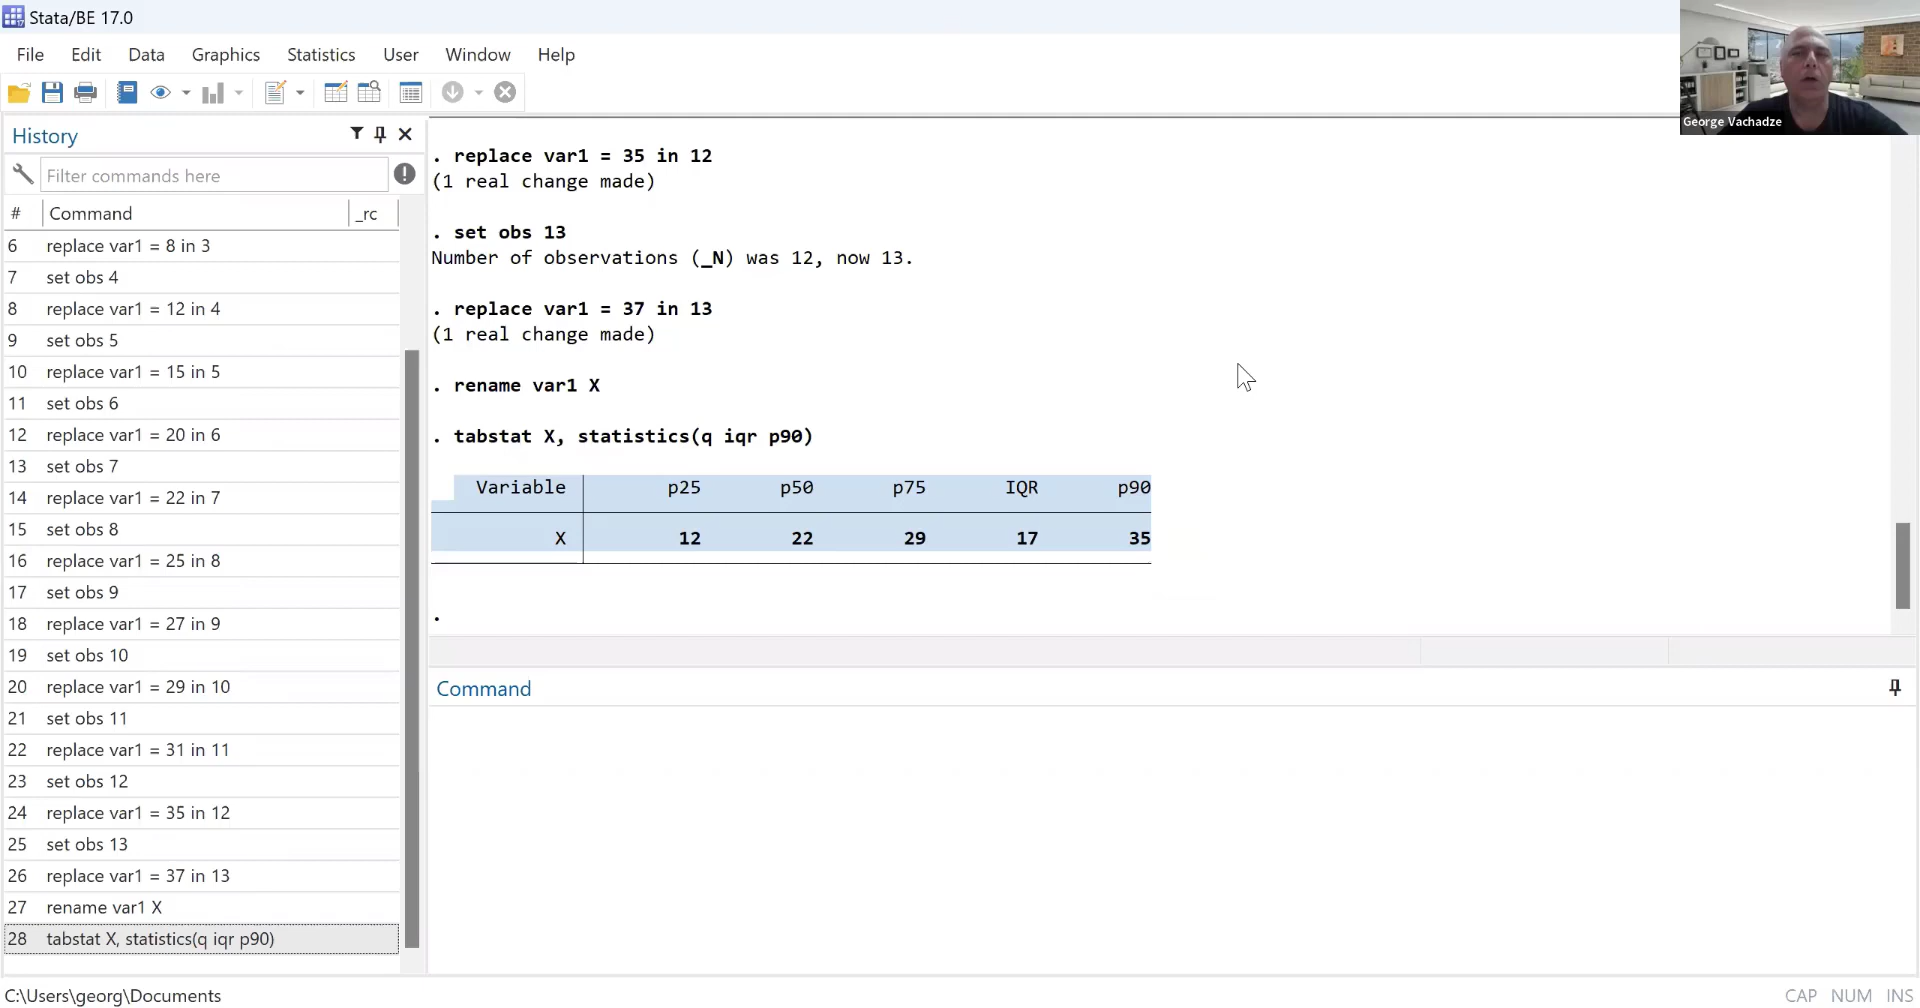 Stata/BE 17.0
File Edit Data Graphics Statistics User Window Help
George Vachadze
History
Filter commands here
# Command _rc
6 replace var1 = 8 in 3
7 set obs 4
8 replace var1 = 12 in 4
9 set obs 5
10 replace var1 = 15 in 5
11 set obs 6
12 replace var1 = 20 in 6
13 set obs 7
14 replace var1 = 22 in 7
15 set obs 8
16 replace var1 = 25 in 8
17 set obs 9
18 replace var1 = 27 in 9
19 set obs 10
20 replace var1 = 29 in 10
21 set obs 11
22 replace var1 = 31 in 11
23 set obs 12
24 replace var1 = 35 in 12
25 set obs 13
26 replace var1 = 37 in 13
27 rename var1 X
28 tabstat X, statistics(q iqr p90)
. replace var1 = 35 in 12
(1 real change made)
. set obs 13
Number of observations (_N) was 12, now 13.
. replace var1 = 37 in 13
(1 real change made)
. rename var1 X
. tabstat X, statistics(q iqr p90)
Variable p25 p50 p75 IQR p90
X 12 22 29 17 35
.
Command
C:\Users\georg\Documents
CAP NUM INS